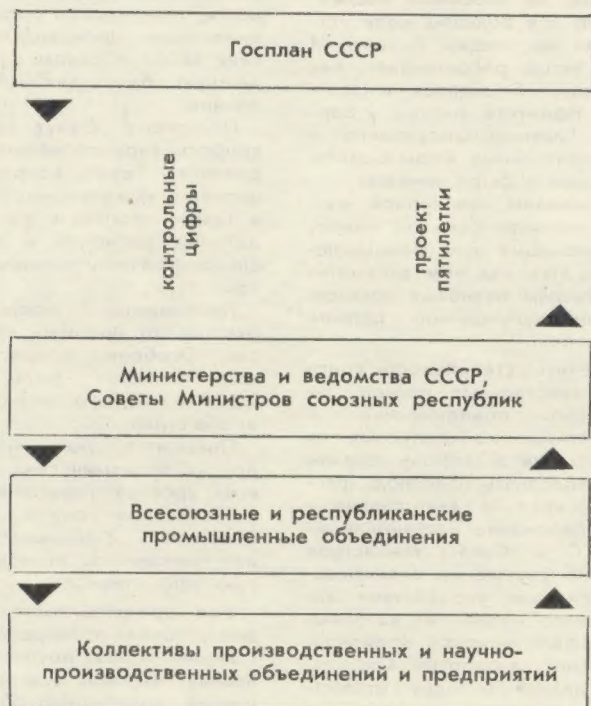 Госплан СССР
контрольные
цифры
проект
пятилетки
Министерства и ведомства СССР,
Советы Министров союзных республик
Всесоюзные и республиканские
промышленные объединения
Коллективы производственных и научно-
производственных объединений и предприятий